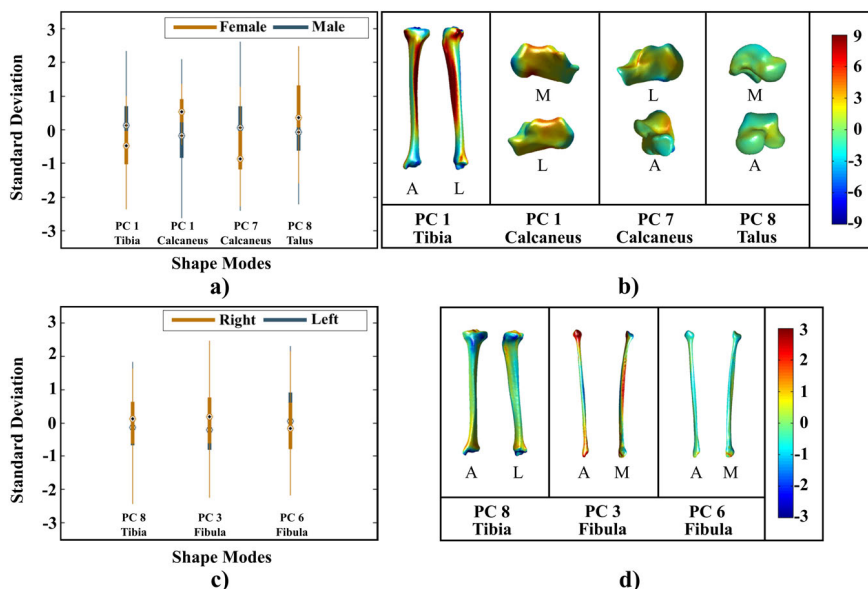 3
2
1
0
-1
-2
-3
Standard Deviation
Female Male
PC 1 PC 1 PC 7 PC 8
Tibia Calcaneus Calcaneus Talus
Shape Modes
a)
M L M
A L L A A
PC 1 PC 1 PC 7 PC 8
Tibia Calcaneus Calcaneus Talus
9
6
3
0
-3
-6
-9
b)
3
2
1
0
-1
-2
-3
Standard Deviation
Right Left
PC 8 PC 3 PC 6
Tibia Fibula Fibula
Shape Modes
c)
A L A M A M
PC 8 PC 3 PC 6
Tibia Fibula Fibula
3
2
1
0
-1
-2
-3
d)